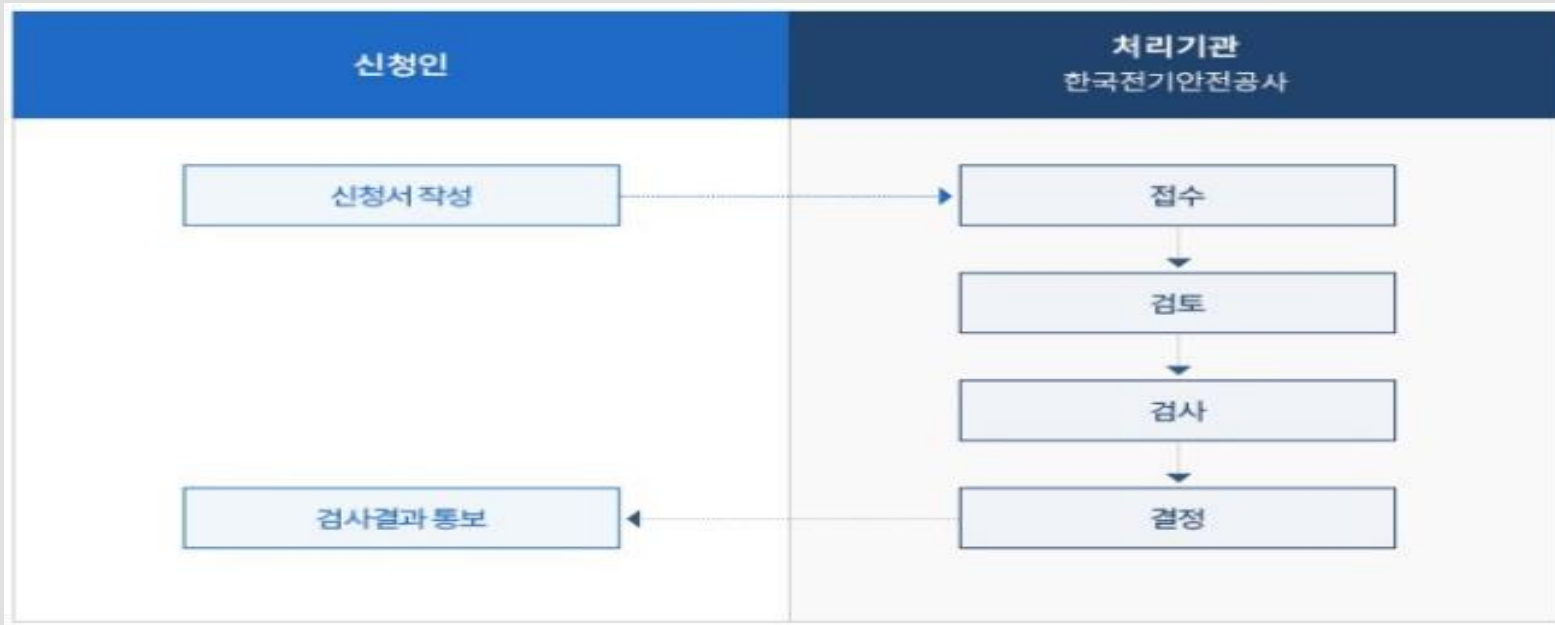 신청인
처리기관
한국전기안전공사
신청서 작성
접수
검토
검사
검사결과 통보
결정